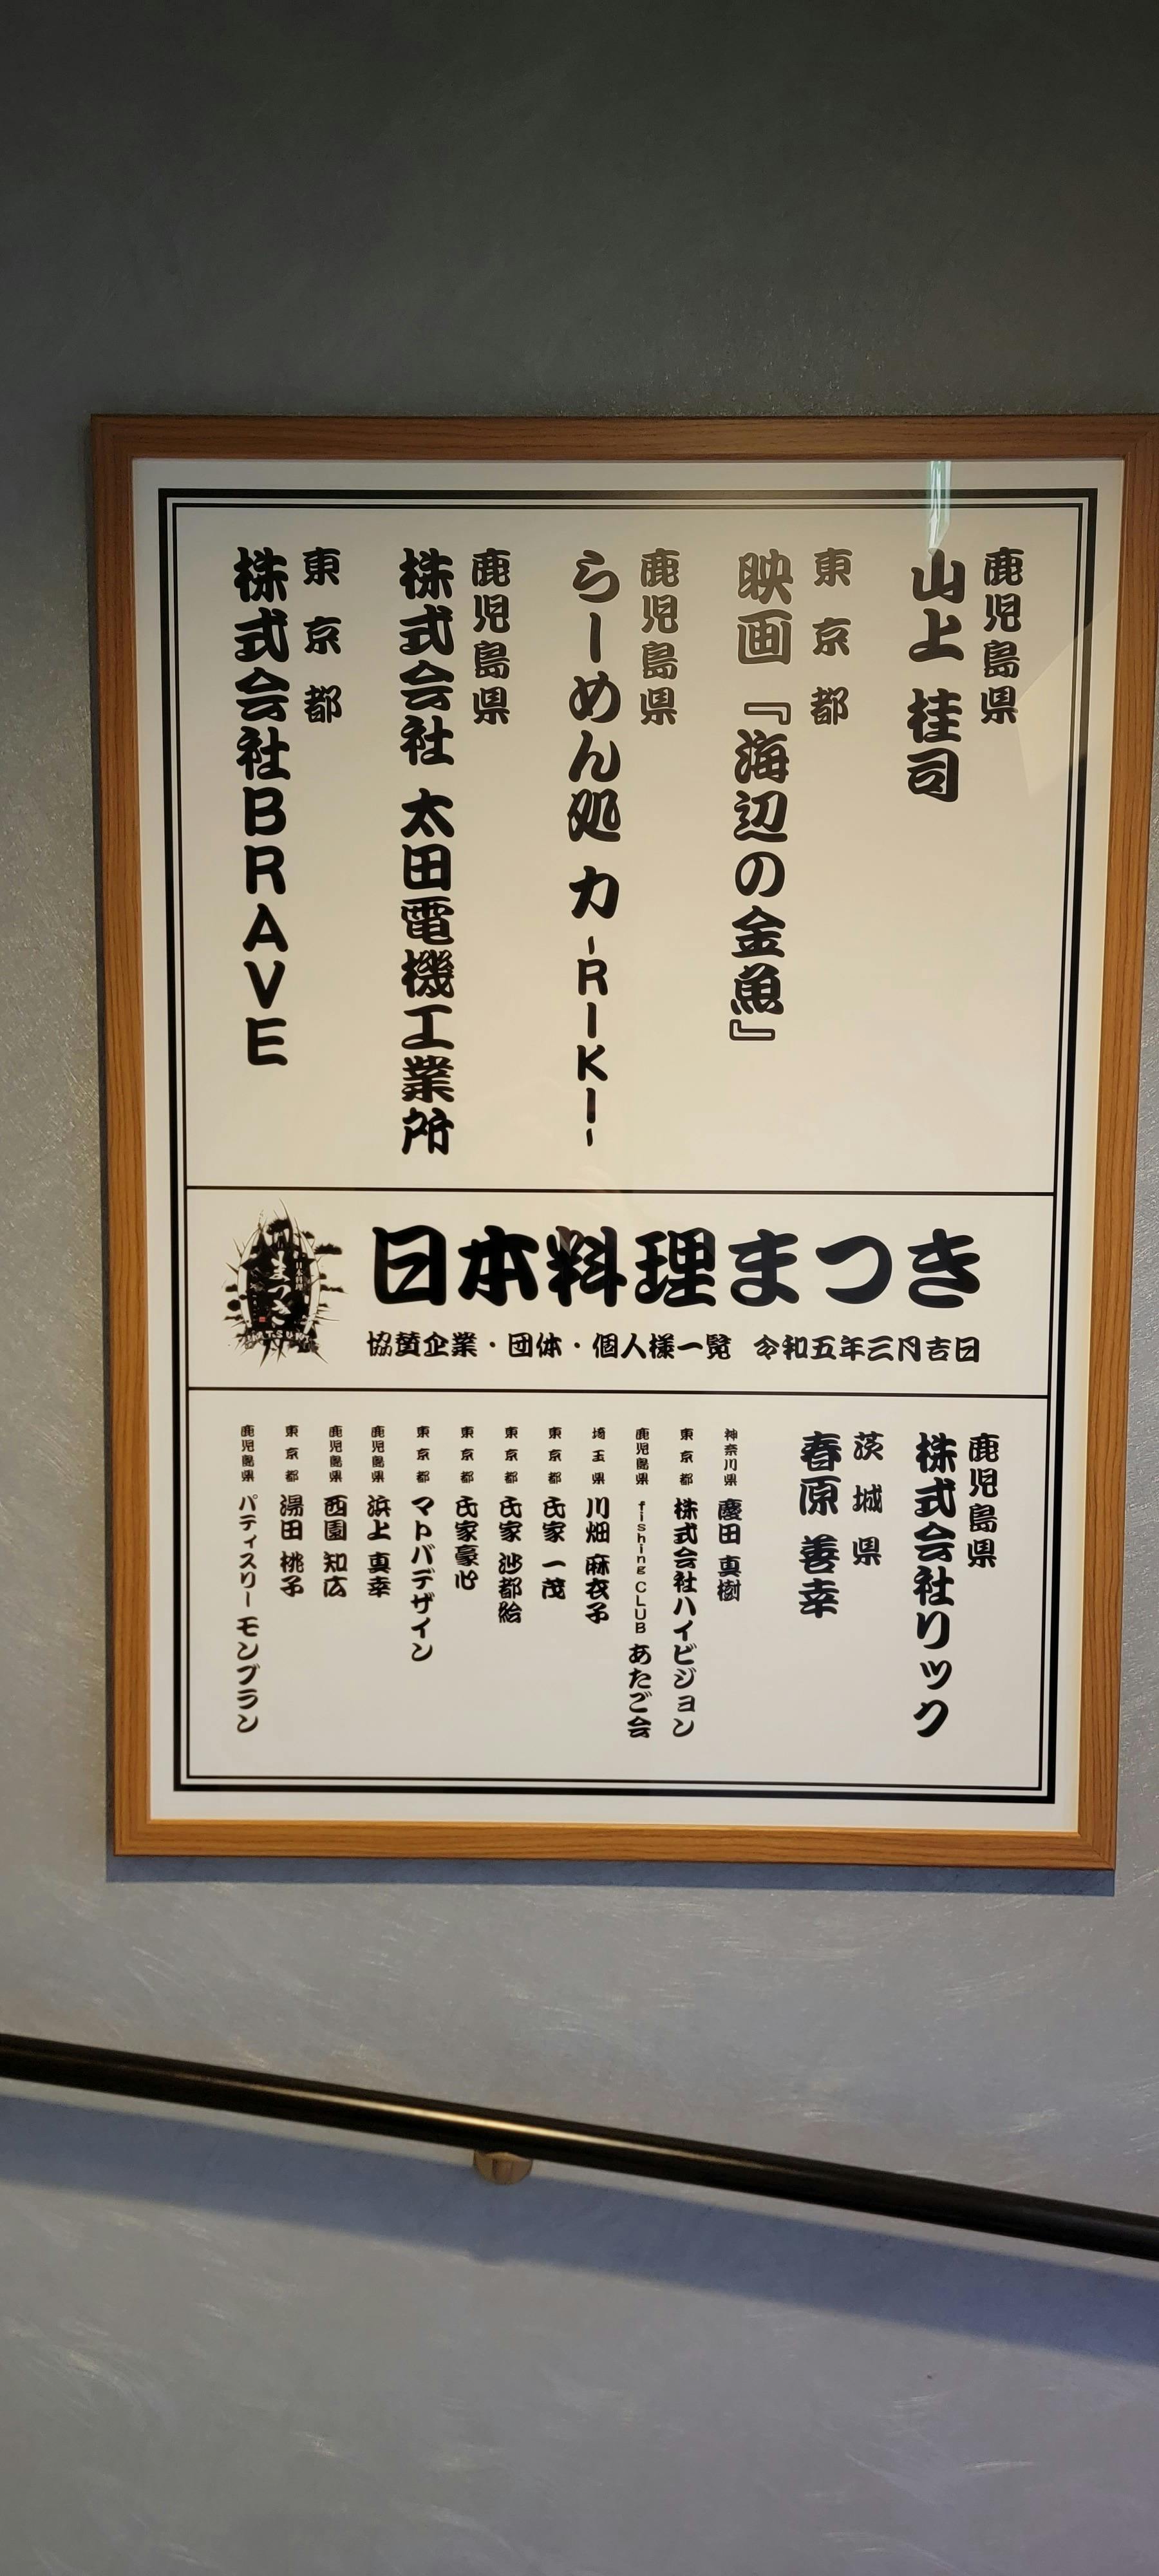 鹿児島県
山上 桂司
東京都
映画『海辺の金魚』
鹿児島県
らーめん処 力 ~RIKI~
鹿児島県
株式会社 太田電機工業所
東京都
株式会社BRAVE
日本料理まつき
協賛企業・団体・個人様一覧 令和五年三月吉日
鹿児島県
株式会社リック
茨城県
春原 善幸
神奈川県 慶田 真樹
東京都 株式会社ハイビジョン
鹿児島県 fishing CLUB あたご会
埼玉県 川畑 麻衣子
東京都 氏家 一茂
東京都 氏家 沙都給
東京都 氏家豪心
東京都 マトバデザイン
鹿児島県 浜上 真幸
鹿児島県 西園 知広
東京都 湯田 桃子
鹿児島県 パティスリー モンブラン